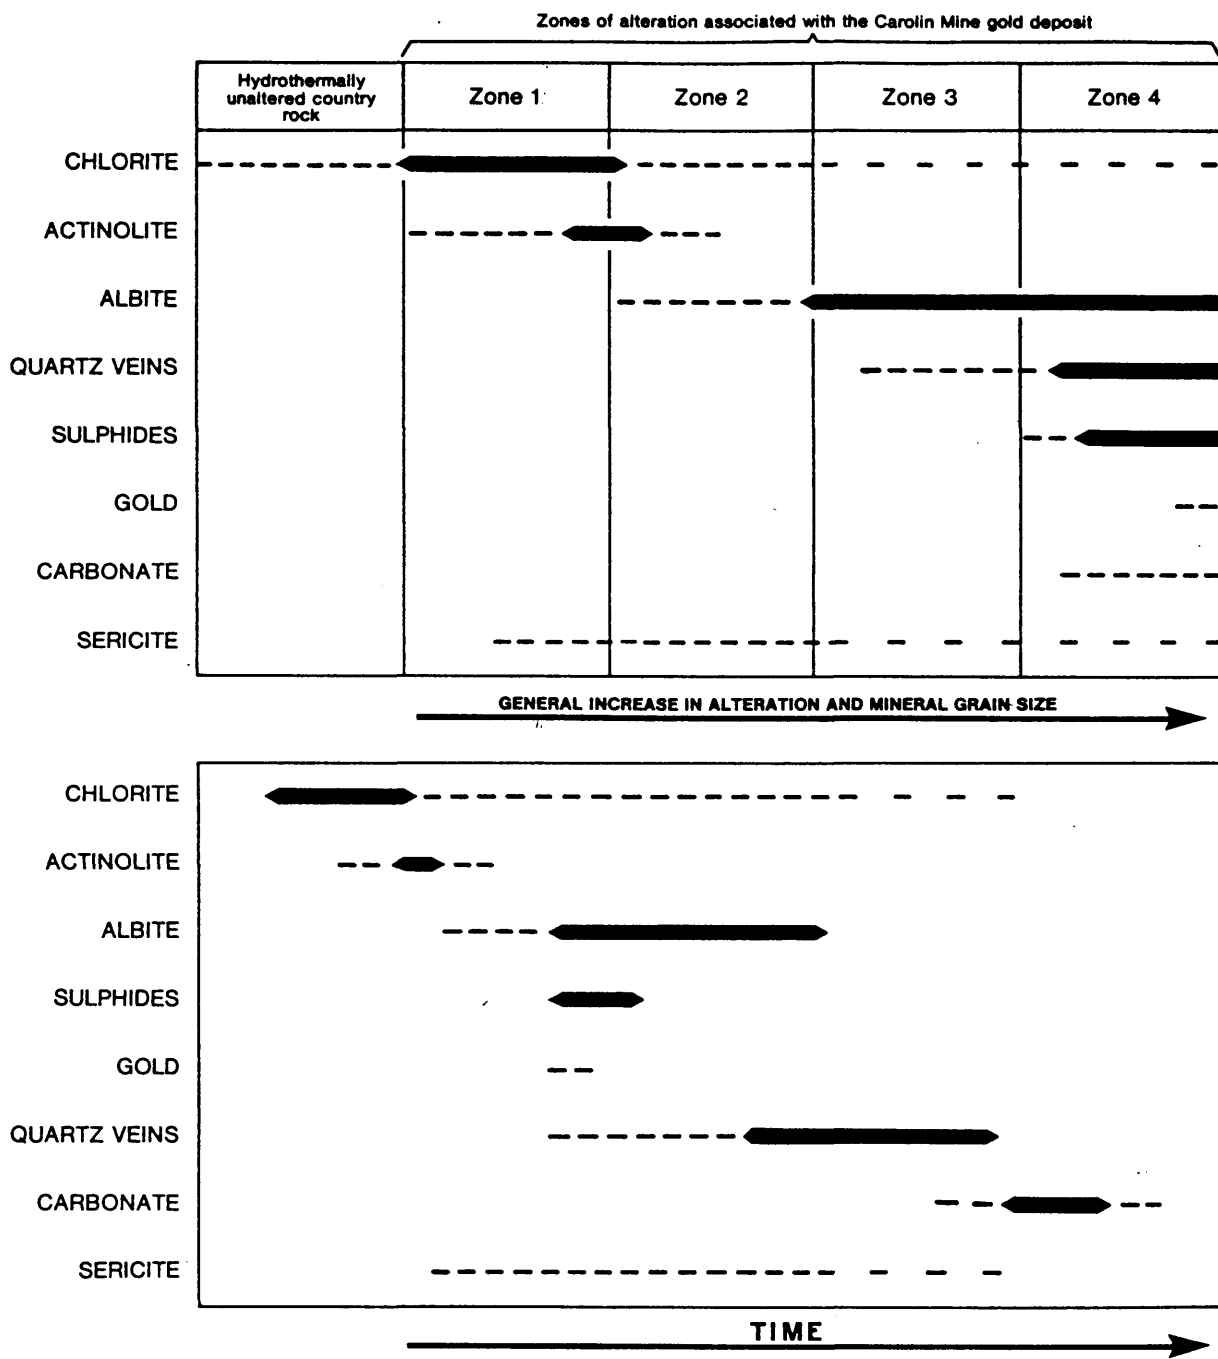 Zones of alteration associated with the Carolin Mine gold deposit
Hydrothermally
unaltered country
rock
Zone 1
Zone 2
Zone 3
Zone 4
CHLORITE
ACTINOLITE
ALBITE
QUARTZ VEINS
SULPHIDES
GOLD
CARBONATE
SERICITE
GENERAL INCREASE IN ALTERATION AND MINERAL GRAIN SIZE
CHLORITE
ACTINOLITE
ALBITE
SULPHIDES
GOLD
QUARTZ VEINS
CARBONATE
SERICITE
TIME